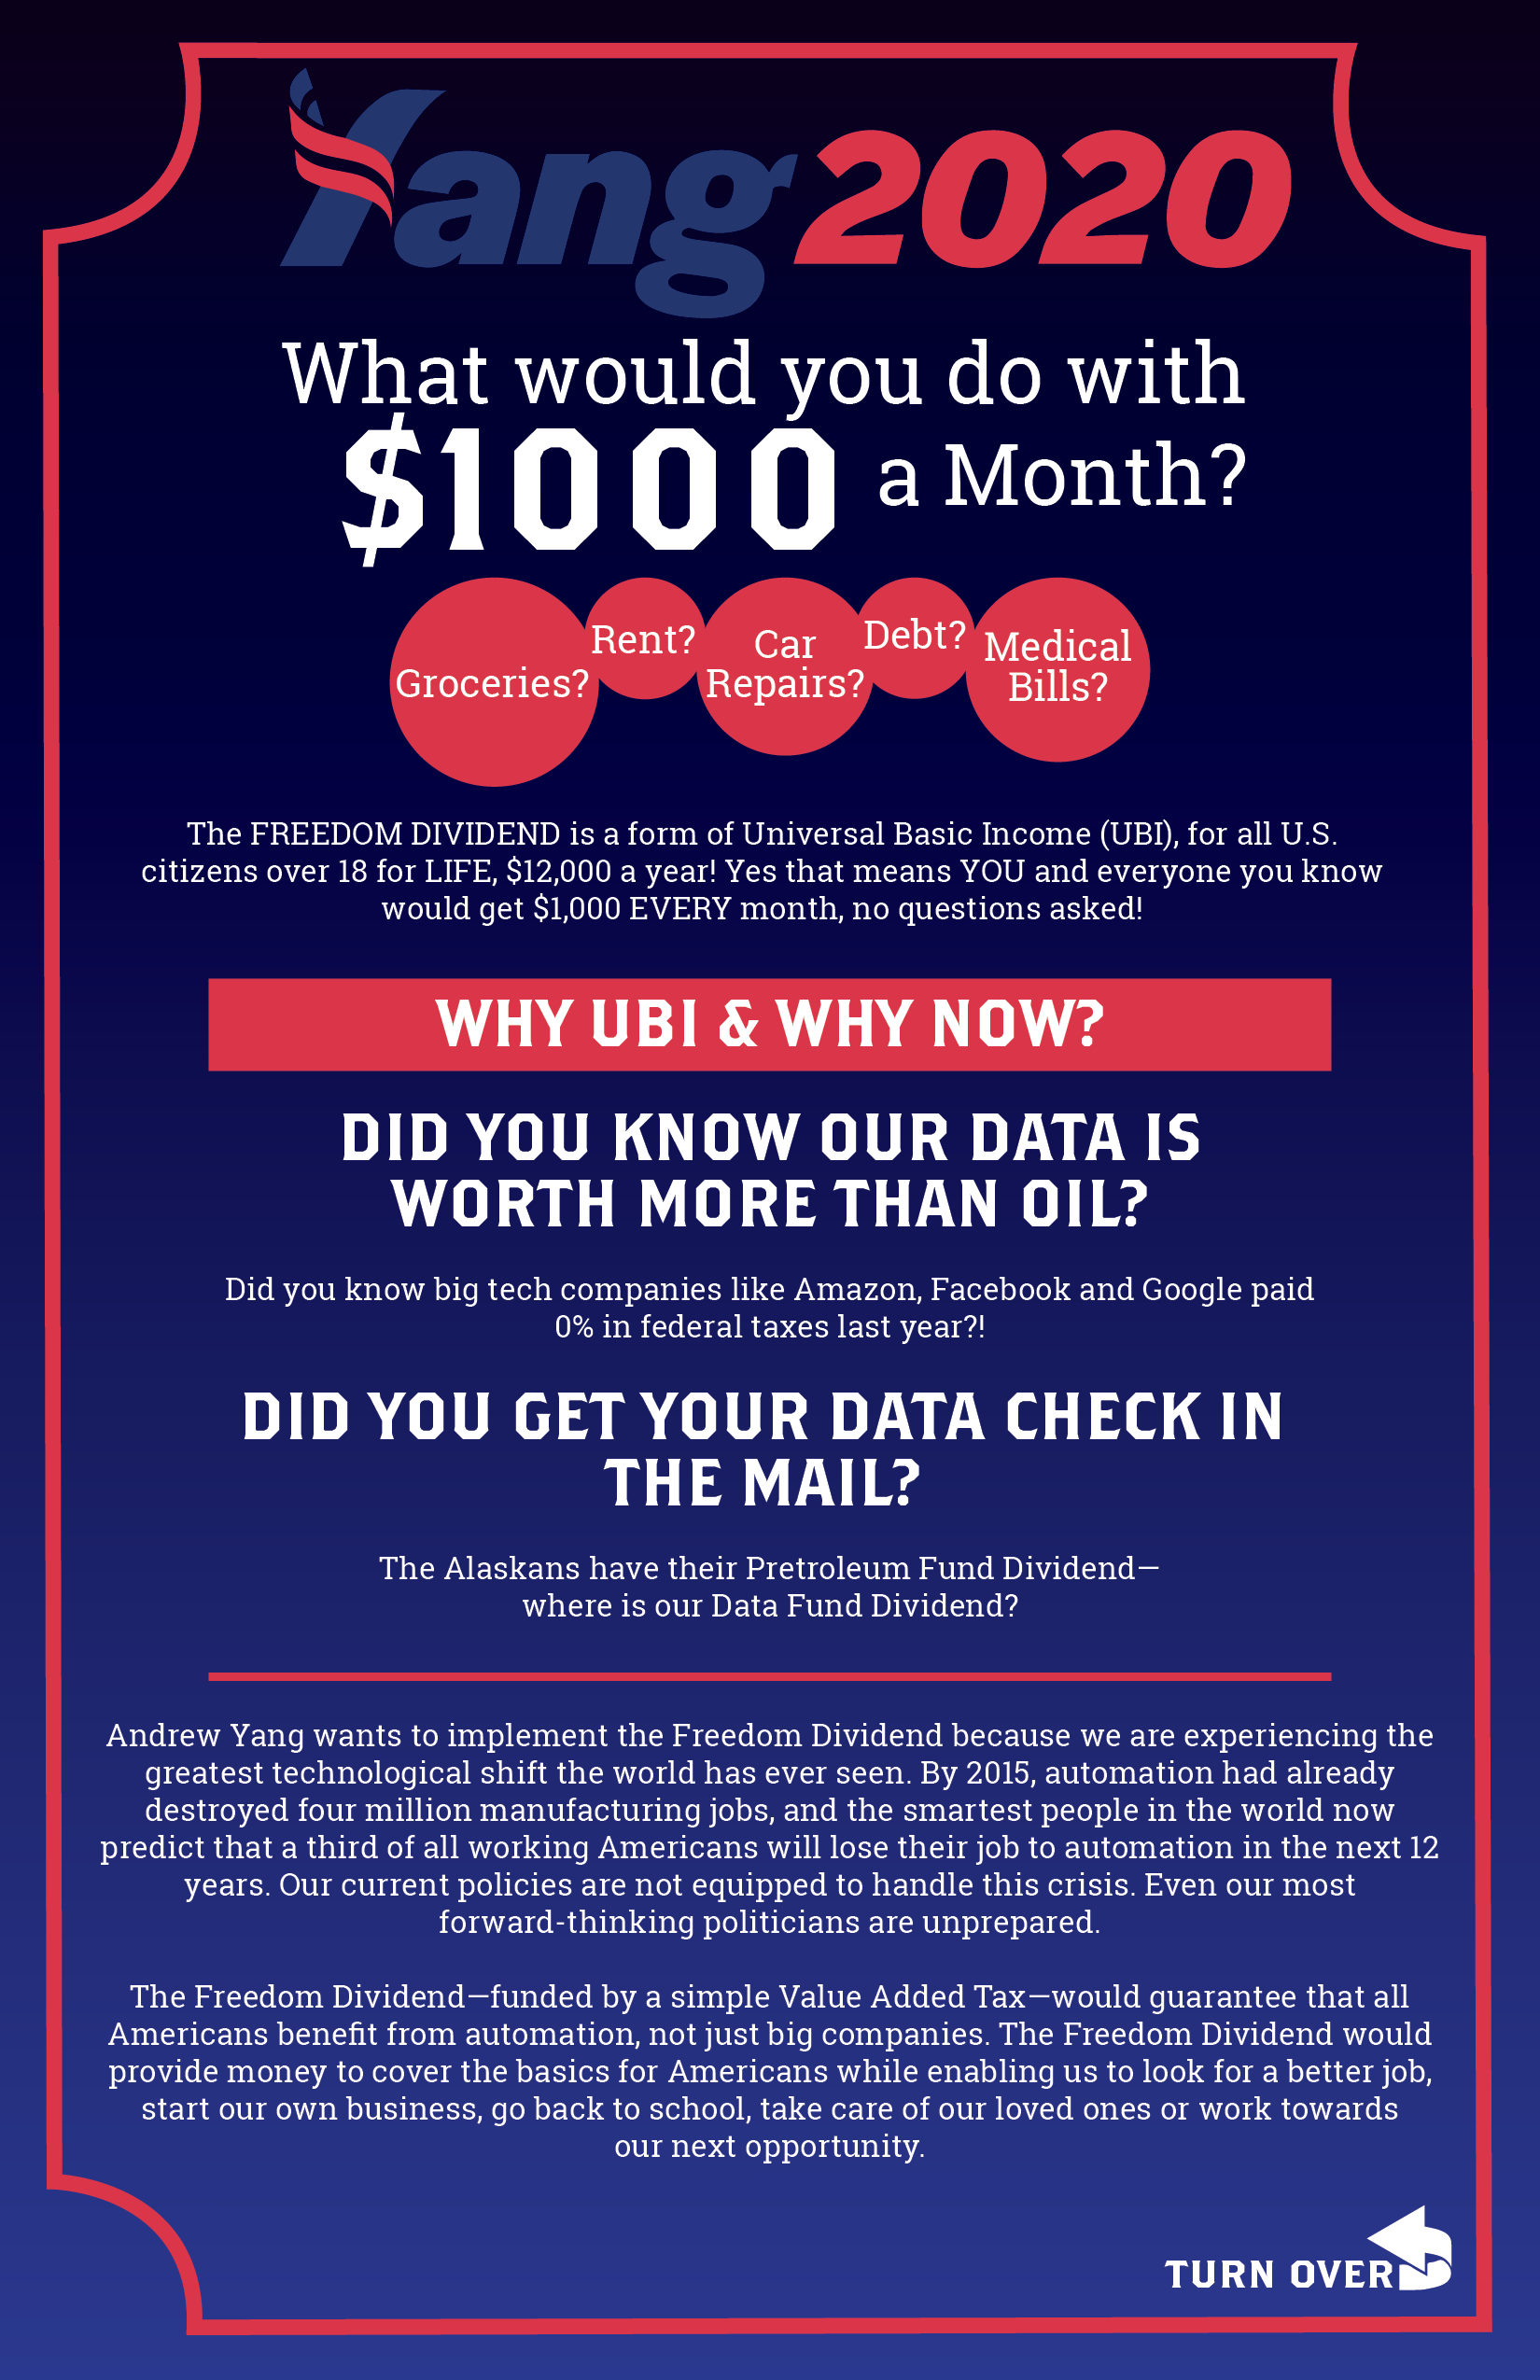 Yang 2020
What would you do with
$1000 a Month?
Groceries?
Rent?
Car
Repairs?
Debt?
Medical
Bills?
The FREEDOM DIVIDEND is a form of Universal Basic Income (UBI), for all U.S.
citizens over 18 for LIFE, $12,000 a year! Yes that means YOU and everyone you know
would get $1,000 EVERY month, no questions asked!
WHY UBI & WHY NOW?
DID YOU KNOW OUR DATA IS
WORTH MORE THAN OIL?
Did you know big tech companies like Amazon, Facebook and Google paid
0% in federal taxes last year?!
DID YOU GET YOUR DATA CHECK IN
THE MAIL?
The Alaskans have their Pretroleum Fund Dividend—
where is our Data Fund Dividend?
Andrew Yang wants to implement the Freedom Dividend because we are experiencing the
greatest technological shift the world has ever seen. By 2015, automation had already
destroyed four million manufacturing jobs, and the smartest people in the world now
predict that a third of all working Americans will lose their job to automation in the next 12
years. Our current policies are not equipped to handle this crisis. Even our most
forward-thinking politicians are unprepared.
The Freedom Dividend—funded by a simple Value Added Tax—would guarantee that all
Americans benefit from automation, not just big companies. The Freedom Dividend would
provide money to cover the basics for Americans while enabling us to look for a better job,
start our own business, go back to school, take care of our loved ones or work towards
our next opportunity.
TURN OVER